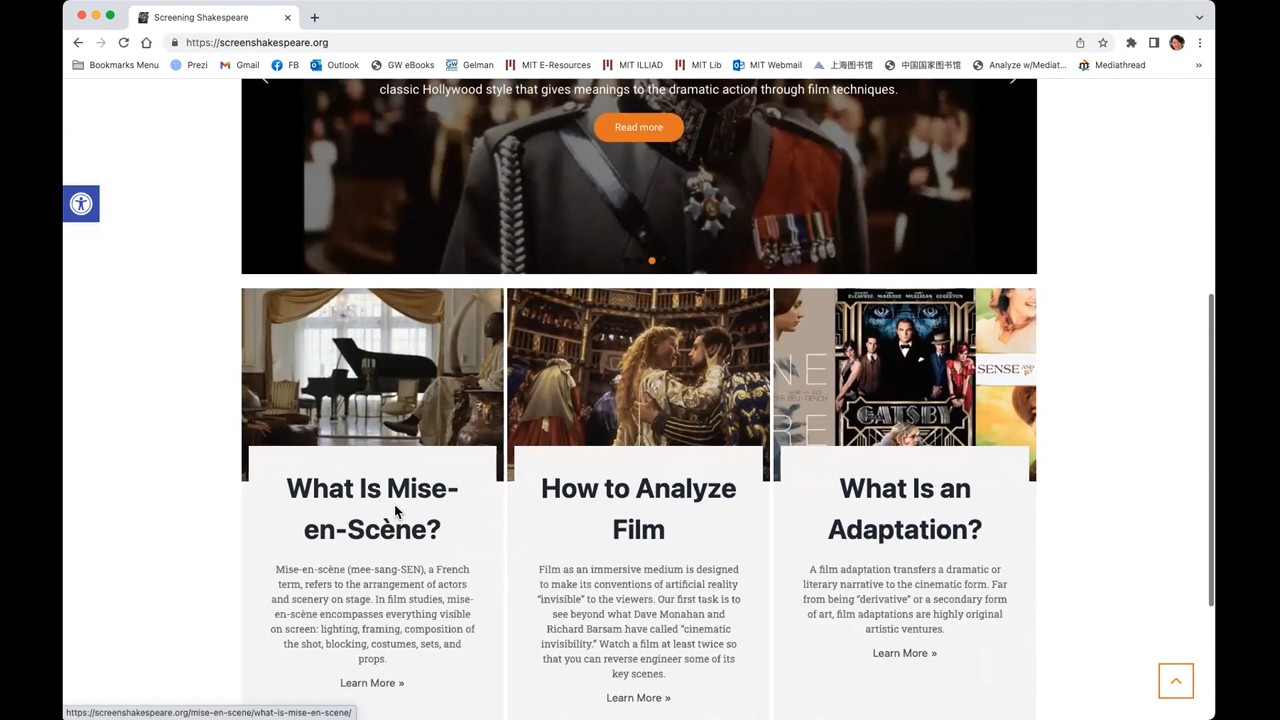 Screening Shakespeare
https://screenshakespeare.org
Bookmarks Menu Prezi Gmail FB Outlook GW eBooks Gelman MIT E-Resources MIT ILLIAD MIT Lib MIT Webmail 上海图书馆 中国国家图书馆 Analyze w/Mediat... Mediathread »
classic Hollywood style that gives meanings to the dramatic action through film techniques.
Read more
GATSBY
SENSE AND
What Is Mise-
en-Scène?
Mise-en-scène (mee-sang-SEN), a French
term, refers to the arrangement of actors
and scenery on stage. In film studies, mise-
en-scène encompasses everything visible
on screen: lighting, framing, composition of
the shot, blocking, costumes, sets, and
props.
Learn More »
How to Analyze
Film
Film as an immersive medium is designed
to make its conventions of artificial reality
“invisible” to the viewers. Our first task is to
see beyond what Dave Monahan and
Richard Barsam have called “cinematic
invisibility.” Watch a film at least twice so
that you can reverse engineer some of its
key scenes.
Learn More »
What Is an
Adaptation?
A film adaptation transfers a dramatic or
literary narrative to the cinematic form. Far
from being “derivative” or a secondary form
of art, film adaptations are highly original
artistic ventures.
Learn More »
https://screenshakespeare.org/mise-en-scene/what-is-mise-en-scene/